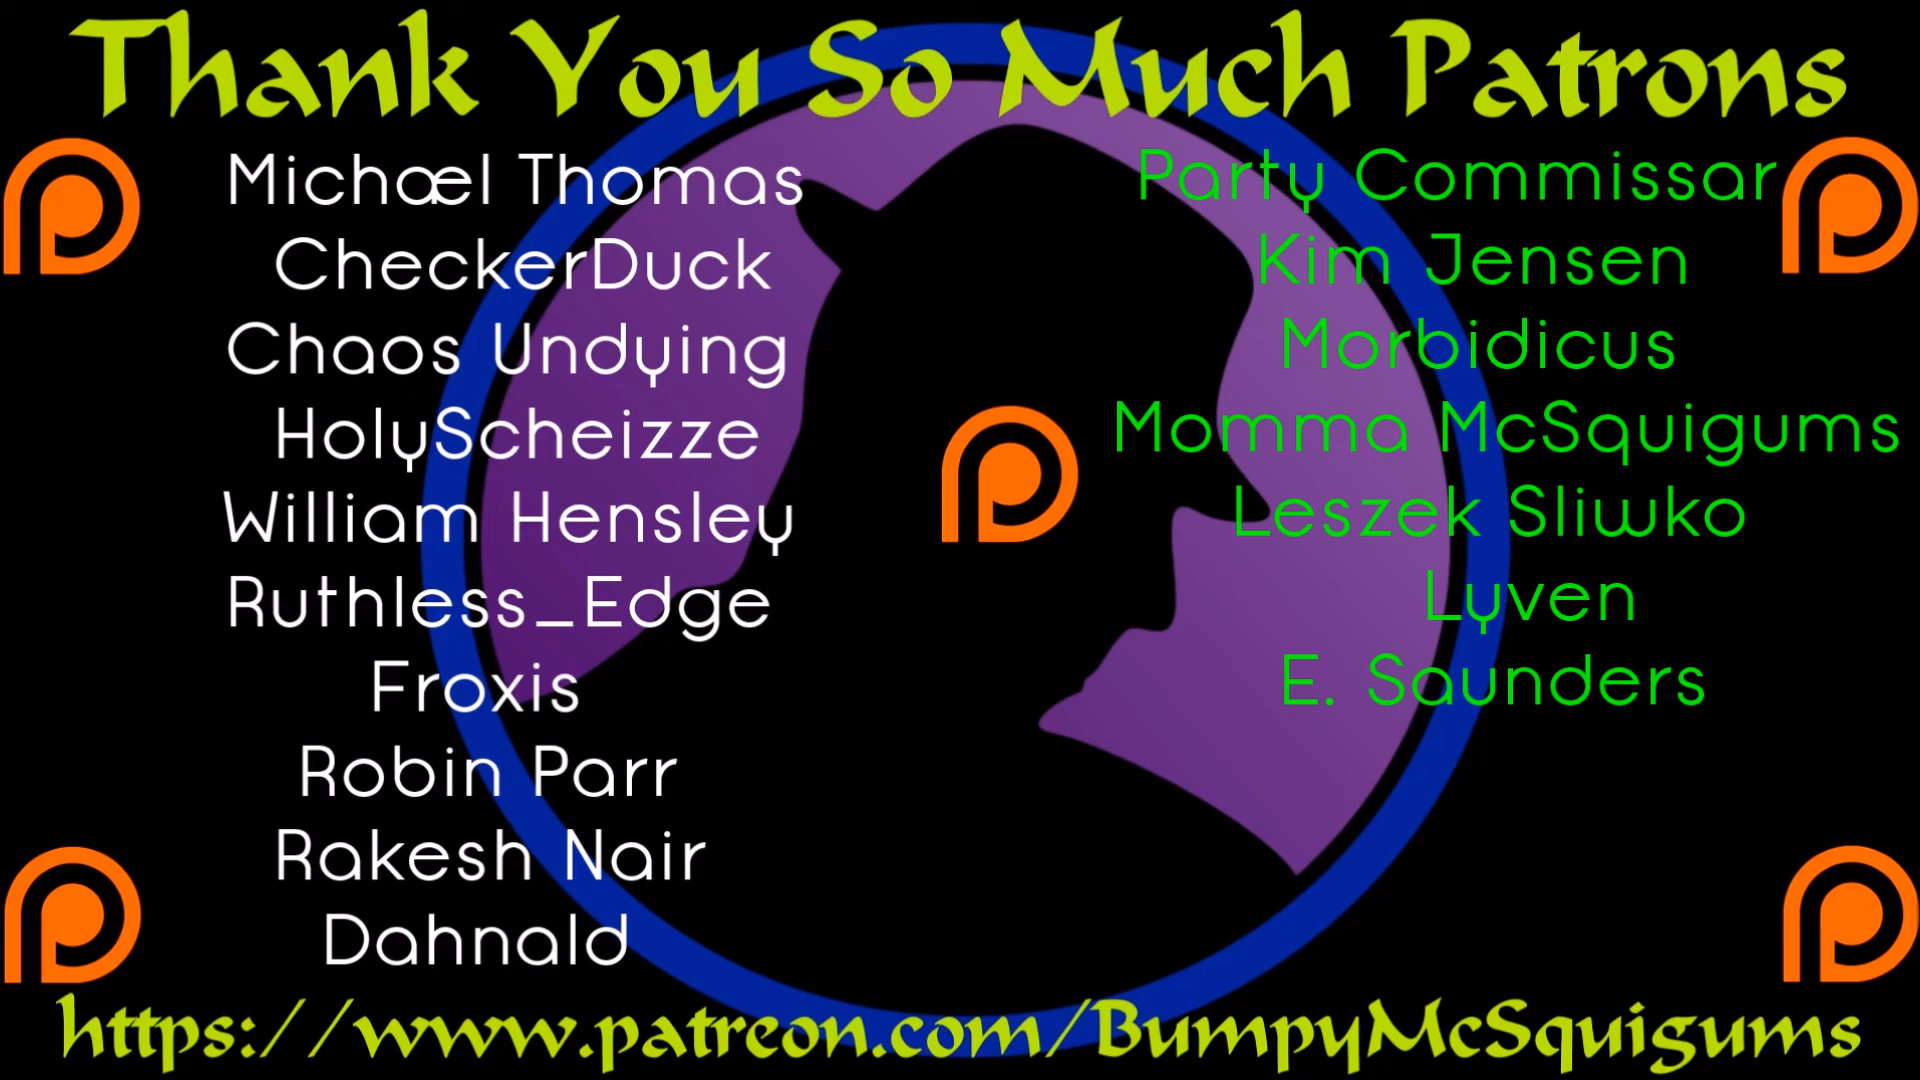 Thank You So Much Patrons
Michael Thomas
CheckerDuck
Chaos Undying
HolyScheizze
William Hensley
Ruthless_Edge
Froxis
Robin Parr
Rakesh Nair
Dahnald
Party Commissar
Kim Jensen
Morbidicus
Momma McSquigums
Leszek Sliwko
Lyven
E. Saunders
https://www.patreon.com/BumpyMcSquigums